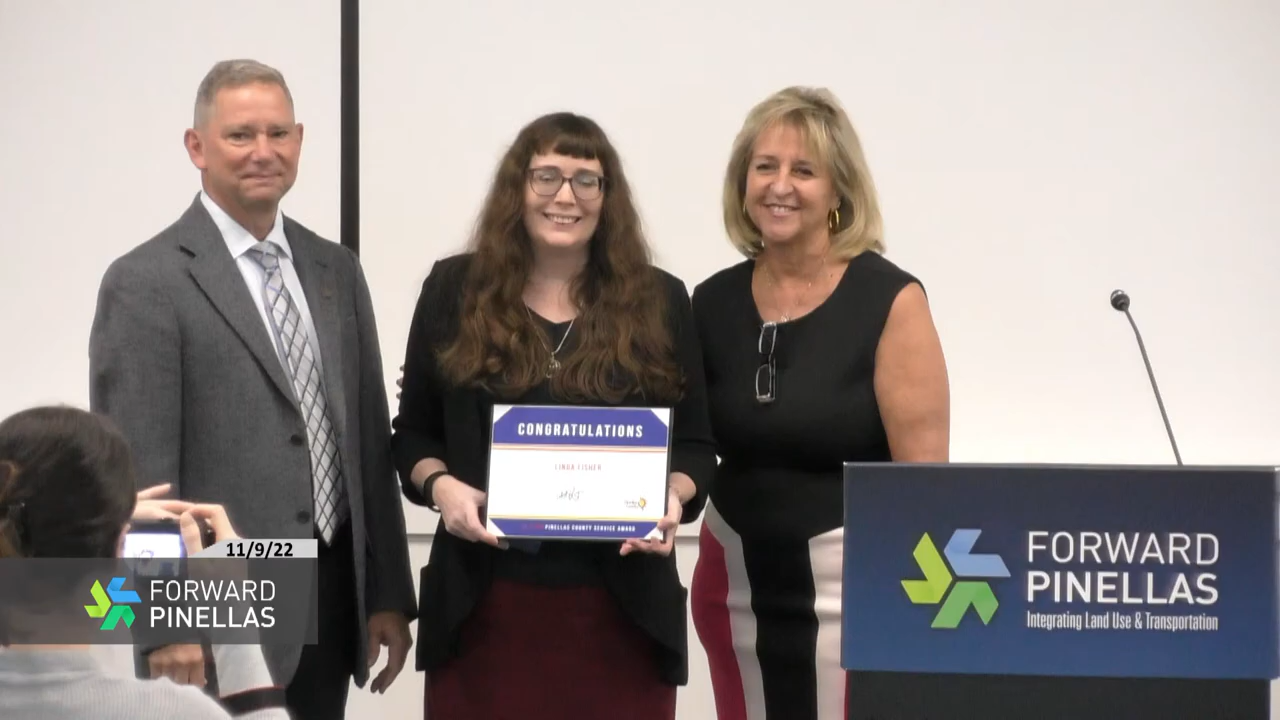 CONGRATULATIONS
LINDA FISHER
PINELLAS COUNTY SERVICE AWARD
11/9/22
FORWARD
PINELLAS
FORWARD
PINELLAS
Integrating Land Use & Transportation